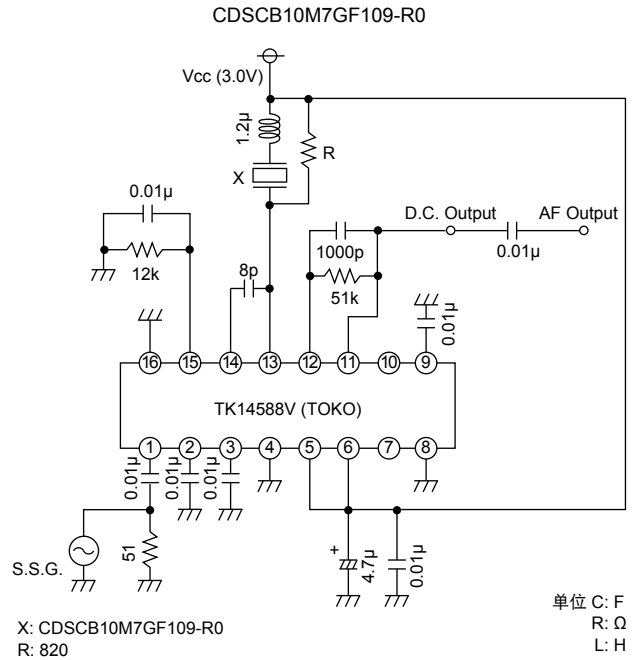 CDSCB10M7GF109-R0
Vcc (3.0V)
1.2µ
R
X
0.01µ
12k
8p
1000p
51k
D.C. Output
AF Output
0.01µ
0.01µ
16
15
14
13
12
11
10
9
TK14588V (TOKO)
1
2
3
4
5
6
7
8
0.01µ
0.01µ
0.01µ
S.S.G.
51
+
4.7µ
0.01µ
X: CDSCB10M7GF109-R0
R: 820
单位 C: F
R: Ω
L: H